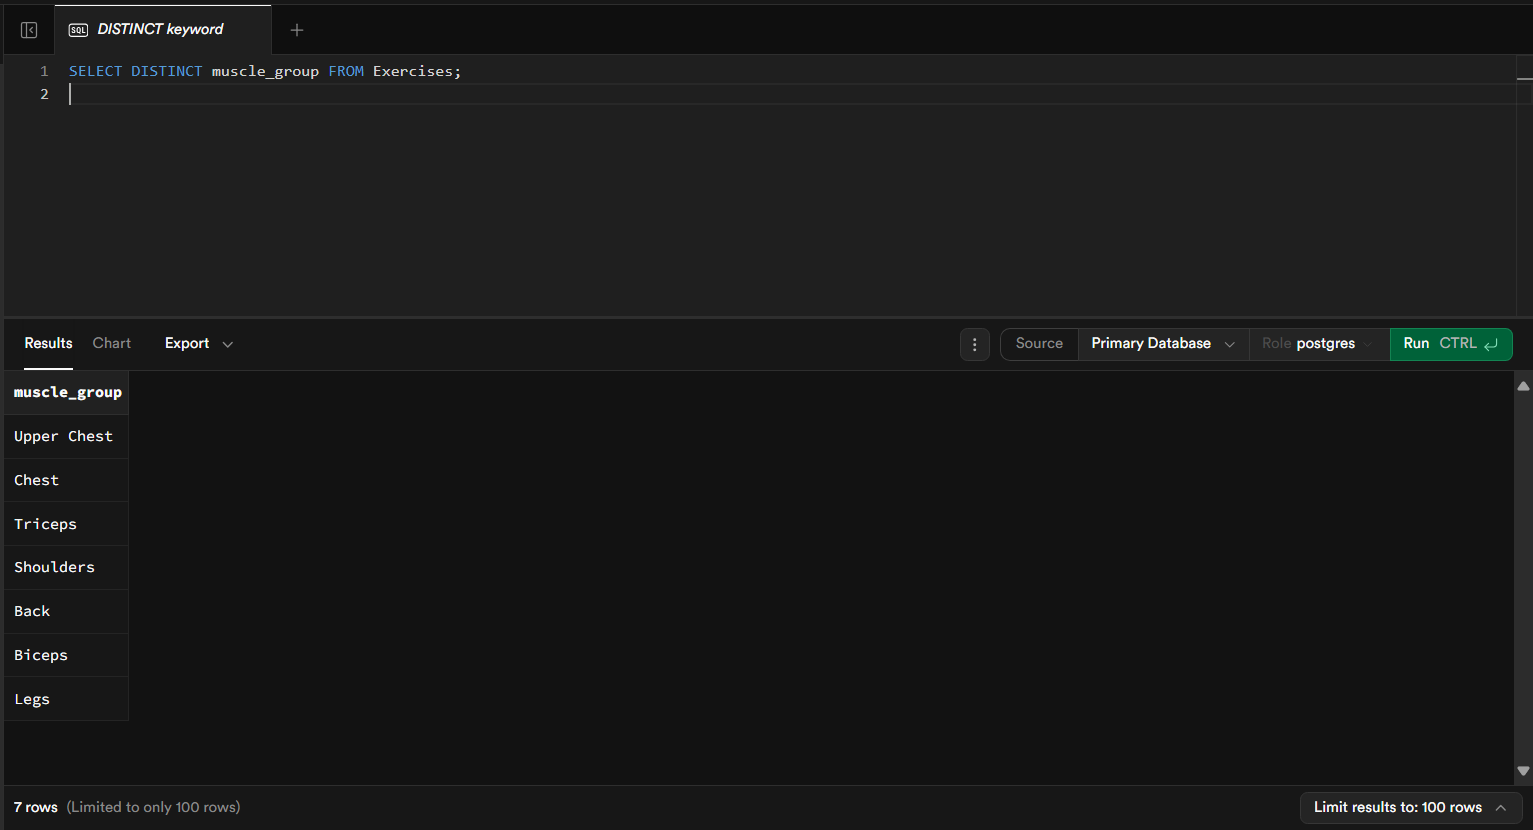 SQL DISTINCT keyword
1 SELECT DISTINCT muscle_group FROM Exercises;
2
Results Chart Export Source Primary Database Role postgres Run CTRL
muscle_group
Upper Chest
Chest
Triceps
Shoulders
Back
Biceps
Legs
7 rows (Limited to only 100 rows) Limit results to: 100 rows